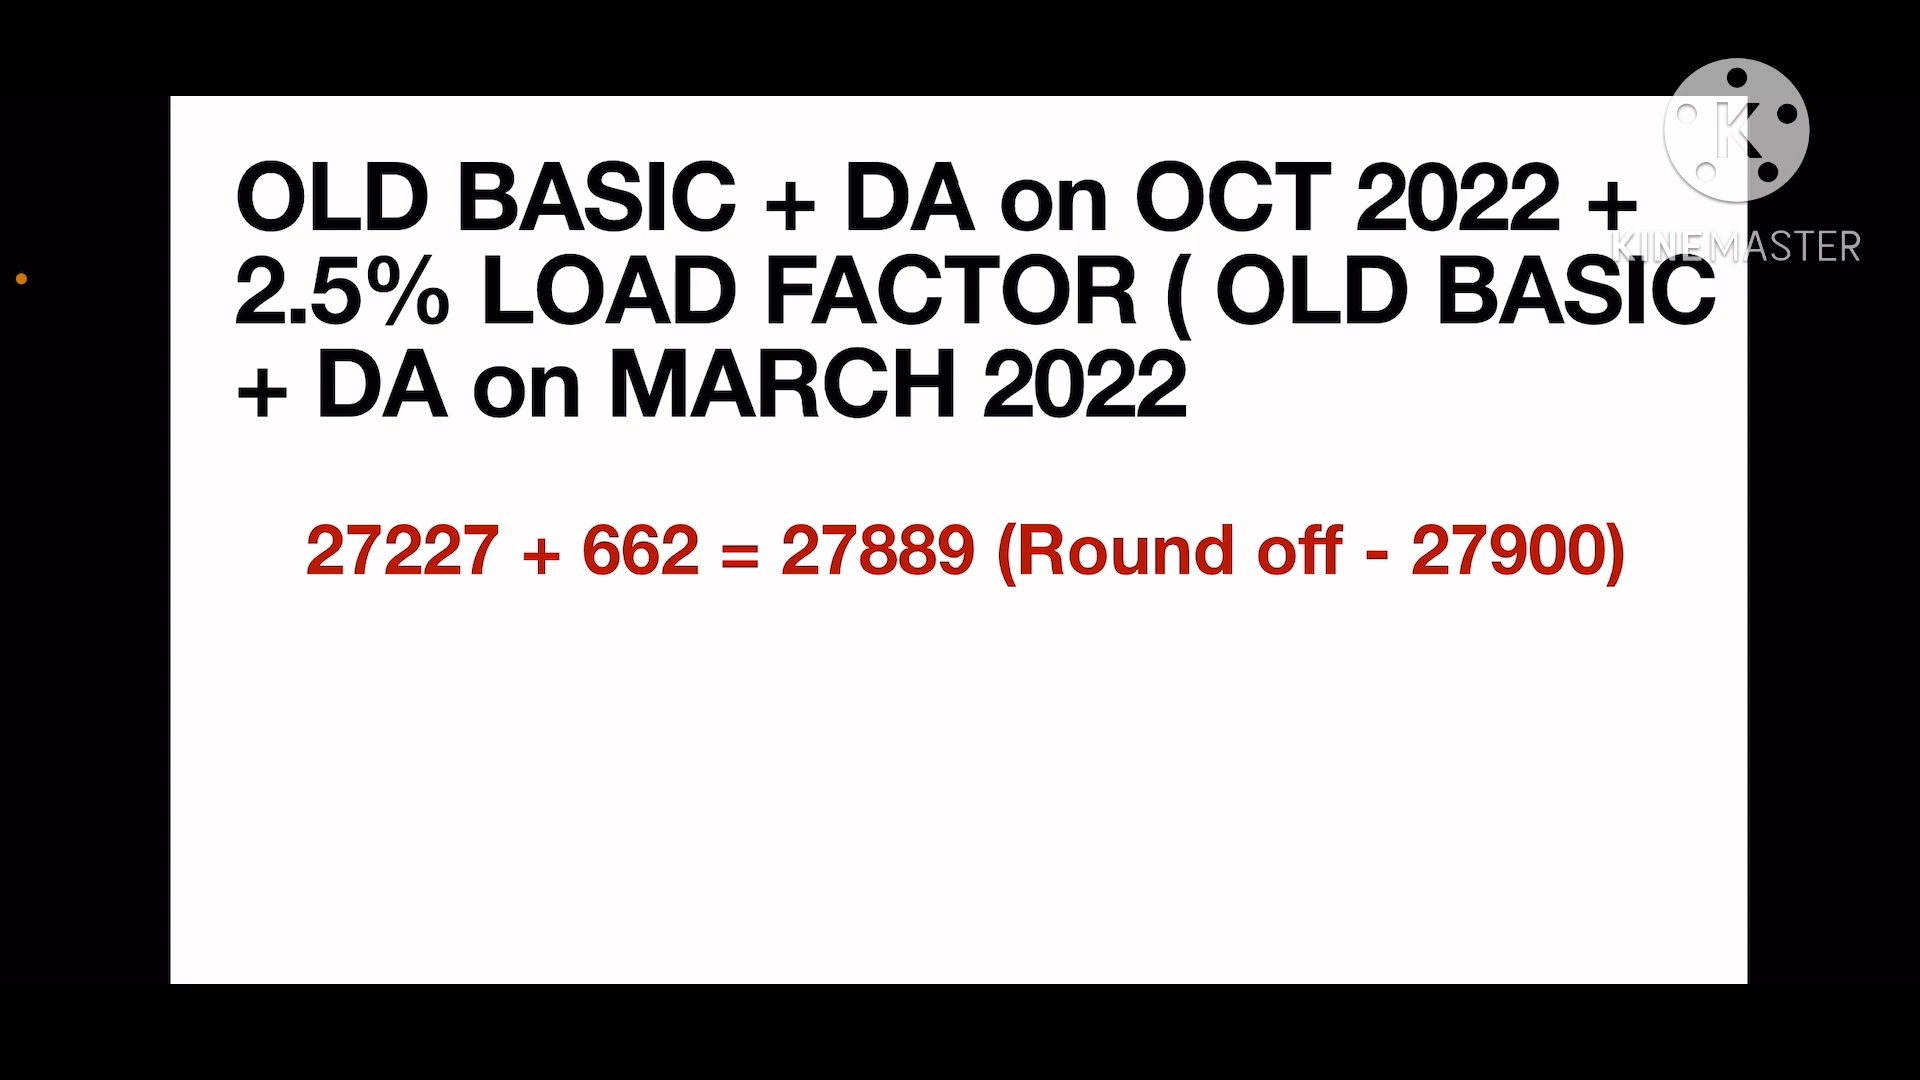 OLD BASIC + DA on OCT 2022 +
2.5% LOAD FACTOR ( OLD BASIC
+ DA on MARCH 2022
27227 + 662 = 27889 (Round off - 27900)
K
KINEMASTER